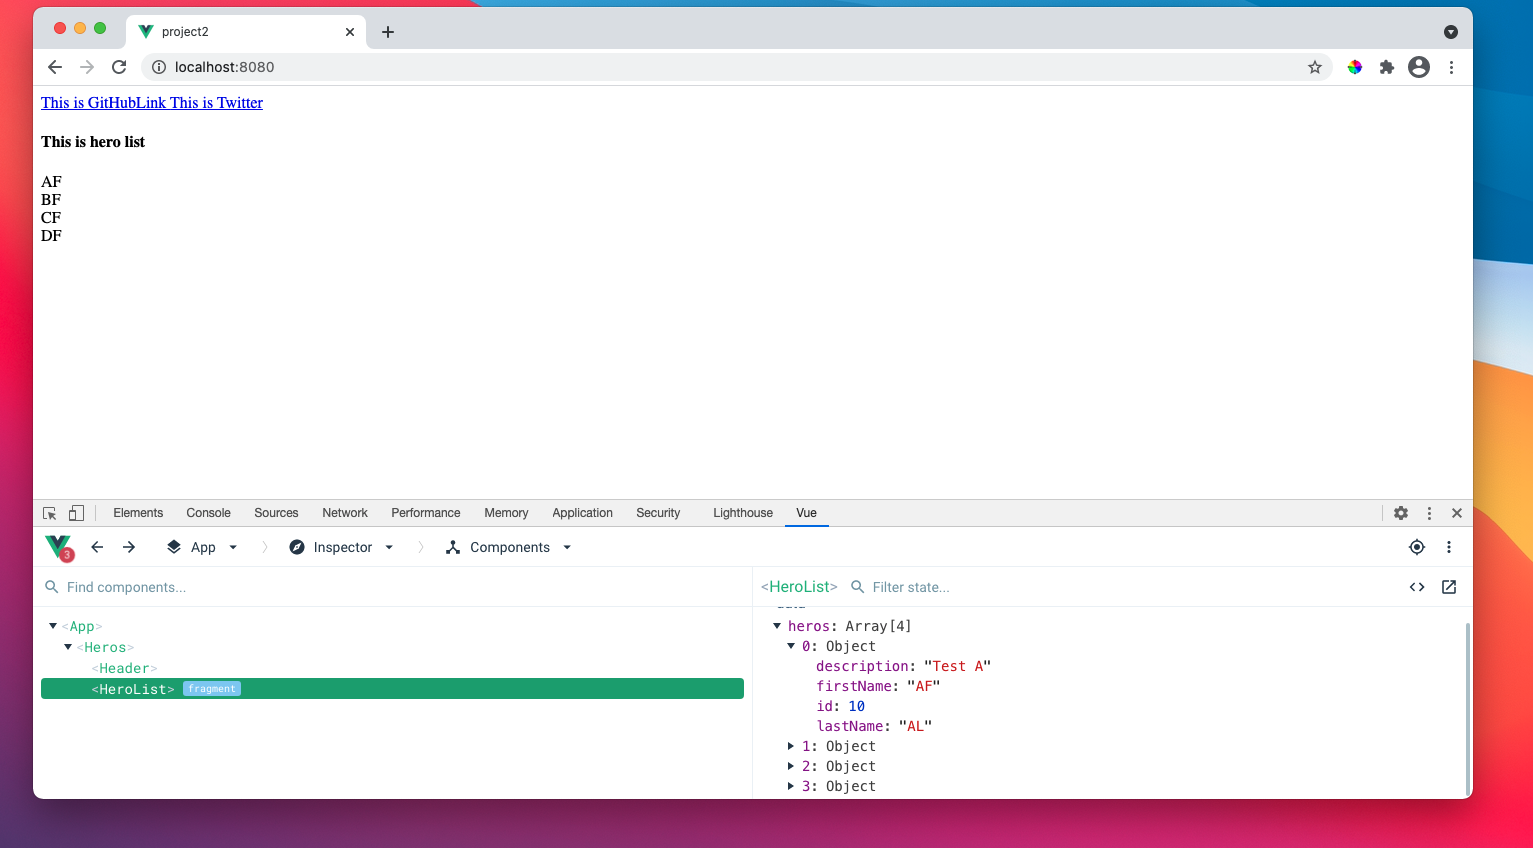 project2
localhost:8080
This is GitHubLink This is Twitter
This is hero list
AF
BF
CF
DF
Elements Console Sources Network Performance Memory Application Security Lighthouse Vue
3 App Inspector Components
Find components...
<App>
<Heros>
<Header>
<HeroList> fragment
<HeroList> Filter state...
data
heros: Array[4]
0: Object
description: "Test A"
firstName: "AF"
id: 10
lastName: "AL"
1: Object
2: Object
3: Object